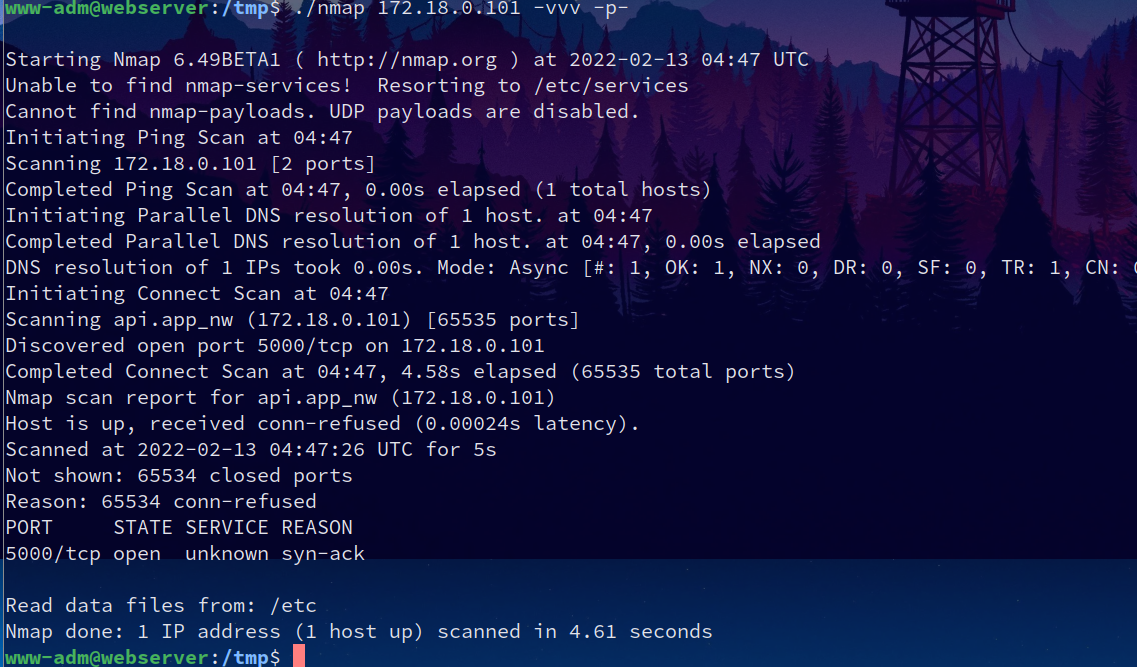 www-adm@webserver:/tmp$ ./nmap 172.18.0.101 -vvv -p-
Starting Nmap 6.49BETA1 ( http://nmap.org ) at 2022-02-13 04:47 UTC
Unable to find nmap-services!  Resorting to /etc/services
Cannot find nmap-payloads. UDP payloads are disabled.
Initiating Ping Scan at 04:47
Scanning 172.18.0.101 [2 ports]
Completed Ping Scan at 04:47, 0.00s elapsed (1 total hosts)
Initiating Parallel DNS resolution of 1 host. at 04:47
Completed Parallel DNS resolution of 1 host. at 04:47, 0.00s elapsed
DNS resolution of 1 IPs took 0.00s. Mode: Async [#: 1, OK: 1, NX: 0, DR: 0, SF: 0, TR: 1, CN:
Initiating Connect Scan at 04:47
Scanning api.app_nw (172.18.0.101) [65535 ports]
Discovered open port 5000/tcp on 172.18.0.101
Completed Connect Scan at 04:47, 4.58s elapsed (65535 total ports)
Nmap scan report for api.app_nw (172.18.0.101)
Host is up, received conn-refused (0.00024s latency).
Scanned at 2022-02-13 04:47:26 UTC for 5s
Not shown: 65534 closed ports
Reason: 65534 conn-refused
PORT     STATE SERVICE REASON
5000/tcp open  unknown syn-ack
Read data files from: /etc
Nmap done: 1 IP address (1 host up) scanned in 4.61 seconds
www-adm@webserver:/tmp$